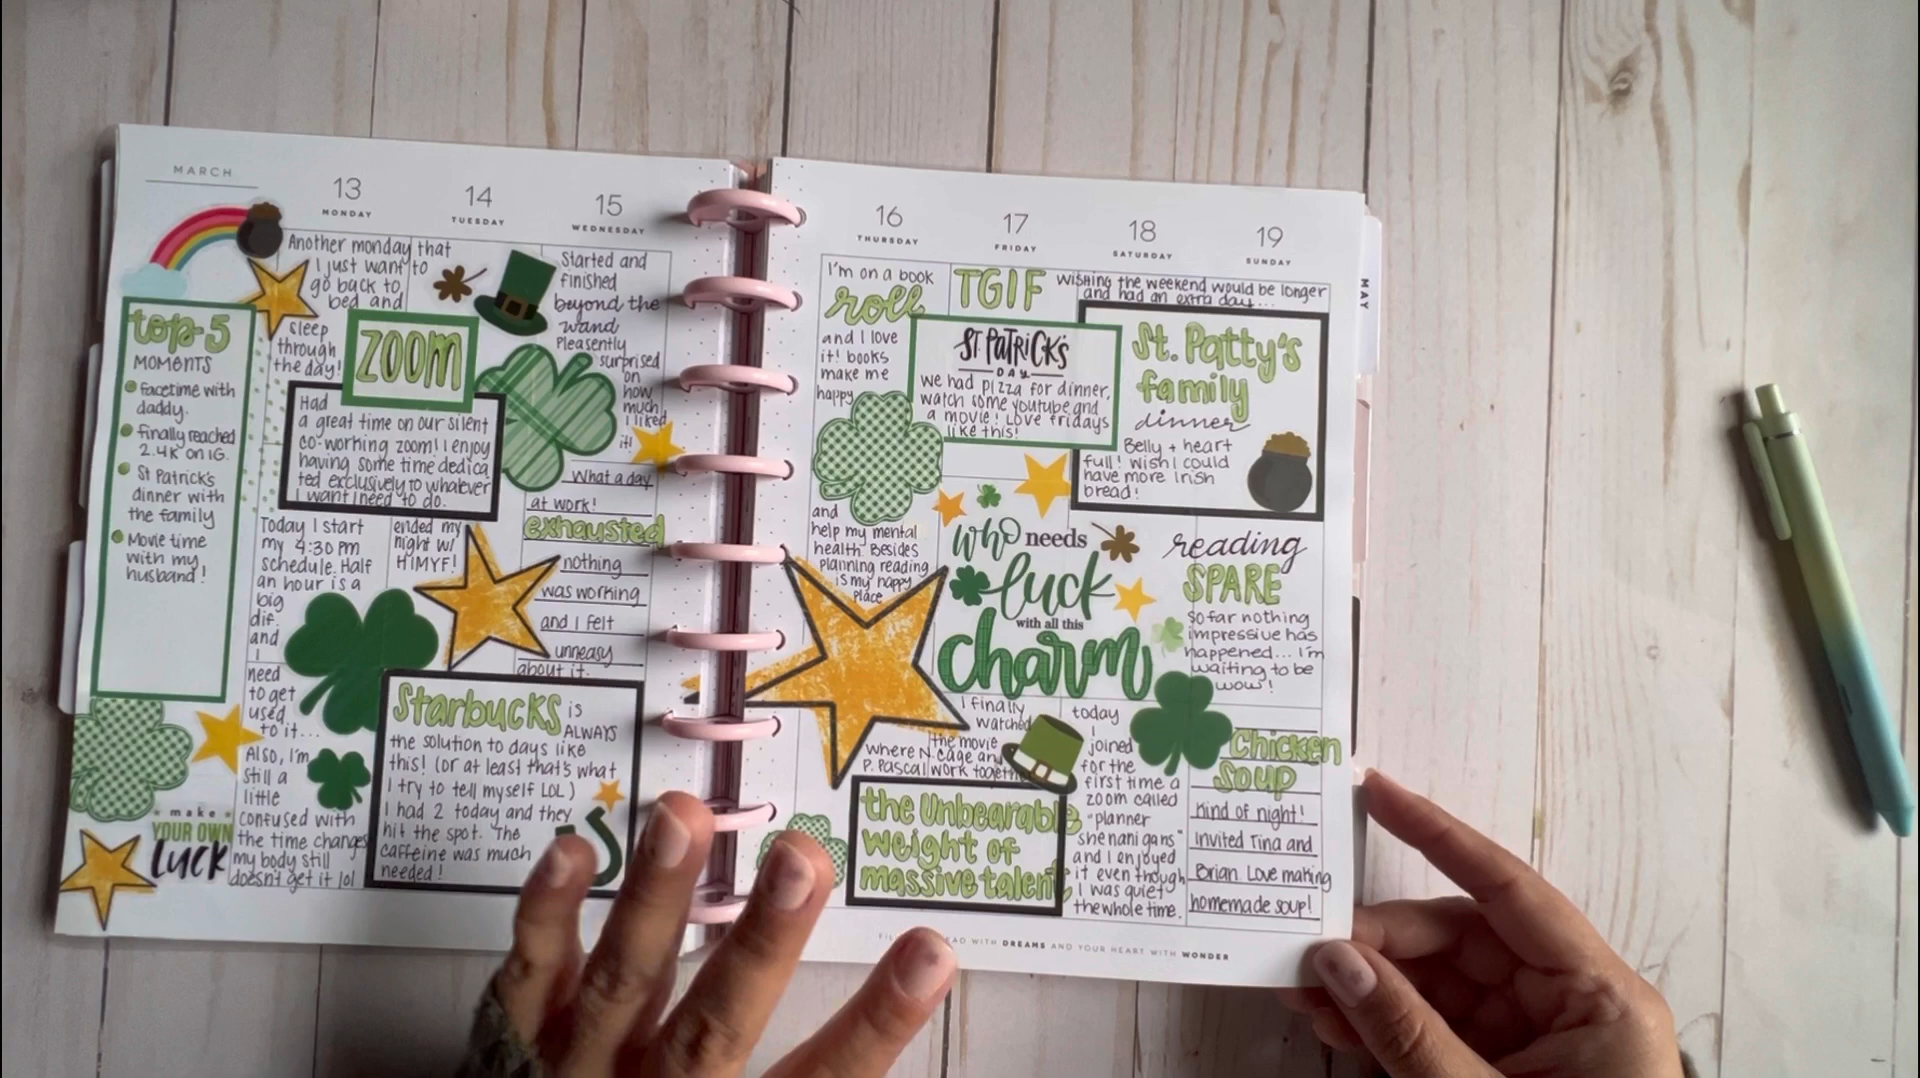 MARCH
13
MONDAY
14
TUESDAY
15
WEDNESDAY
top 5
MOMENTS
facetime with
daddy.
finally reached
2.4K on IG.
St Patrick's
dinner with
the family
Movie time
with my
husband!
make
YOUR OWN
luck
Another monday that
I just want to
go back to
bed and
sleep
through
the day!
ZOOM
Had
a great time on our silent
co-working zoom! I enjoy
having some time dedica
ted exclusively to whatever
I want/need to do.
Today I start
my 4:30 PM
schedule. Half
an hour is a
big
dif.
and
I
need
to get
used
to it...
Also, I'm
still a
little
confused with
the time changes
my body still
doesn't get it lol
ended my
night w/
HIMYF!
Started and
finished
beyond the
wand
Pleasently
surprised
on
how
much
I liked
it!
What a day
at work!
exhausted
nothing
was working
and I felt
uneasy
about it.
Starbucks is
ALWAYS
the solution to days like
this! (or at least that's what
I try to tell myself LOL)
I had 2 today and they
hit the spot. The
caffeine was much
needed!
16
THURSDAY
17
FRIDAY
18
SATURDAY
19
SUNDAY
MAY
I'm on a book
roll
and I love
it! books
make me
happy
and
help my mental
health. Besides
planning reading
is my happy
place
TGIF wishing the weekend would be longer
and had an extra day...
ST. PATRICK'S
DAY
we had pizza for dinner,
watch some youtube and
a movie! Love fridays
like this!
St. Patty's
family
dinner
Belly + heart
full! Wish I could
have more Irish
bread!
who needs
luck
with all this
charm
reading
SPARE
so far nothing
impressive has
happened... I'm
waiting to be
wow!
I finally
watched
the movie
where N. Cage and
P. Pascal work together
the Unbearable
Weight of
massive talent
today
I
joined
for the
first time a
zoom called
"planner
shenanigans"
and I enjoyed
it even though
I was quiet
the whole time.
Chicken
Soup
Kind of night!
invited Tina and
Brian. Love making
homemade soup!
WITH DREAMS AND YOUR HEART WITH WONDER